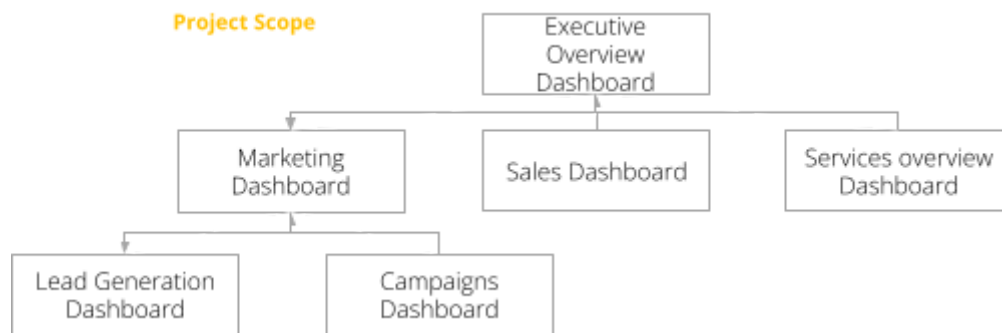 Project Scope
Executive
Overview
Dashboard
Marketing
Dashboard
Sales Dashboard
Services overview
Dashboard
Lead Generation
Dashboard
Campaigns
Dashboard